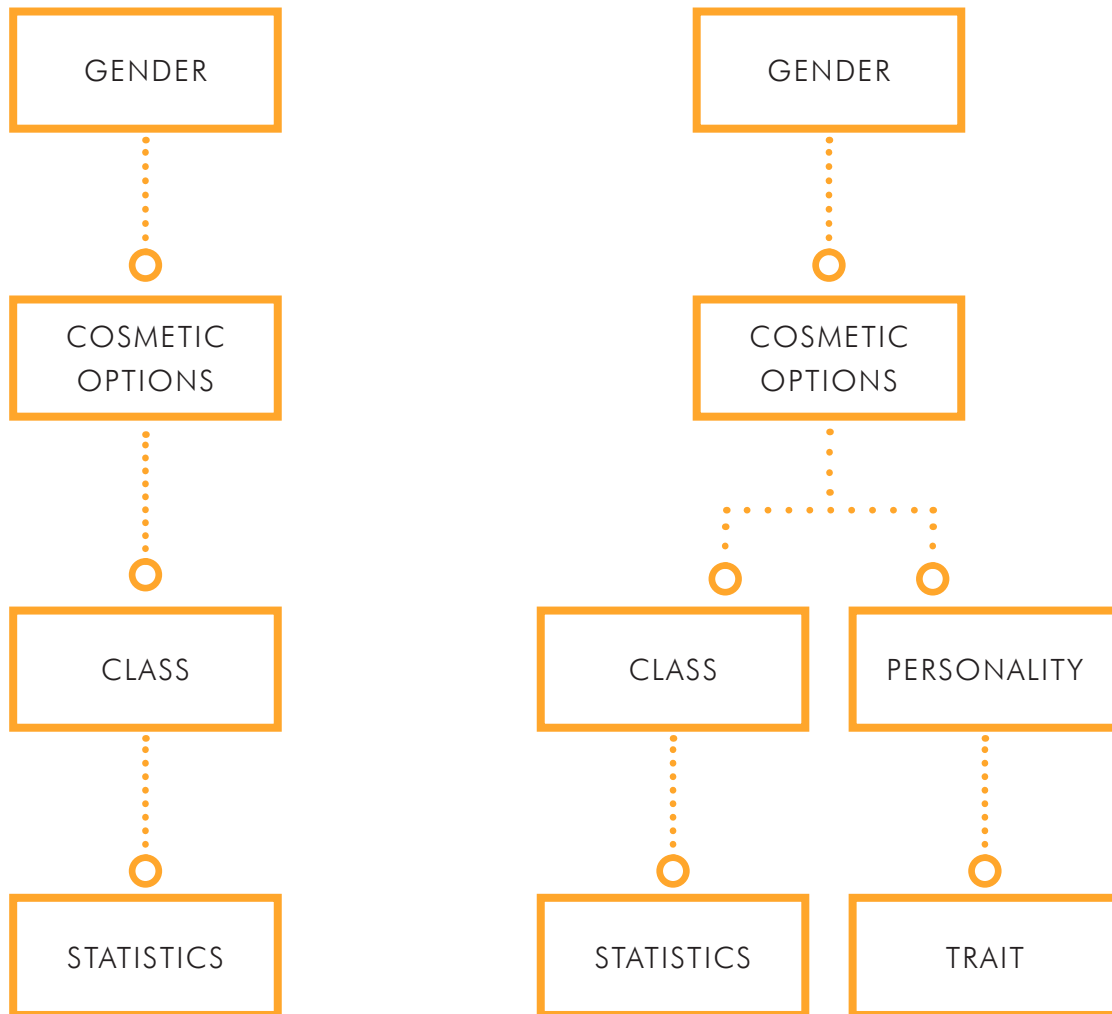 GENDER
COSMETIC
OPTIONS
CLASS
STATISTICS
GENDER
COSMETIC
OPTIONS
CLASS
PERSONALITY
STATISTICS
TRAIT